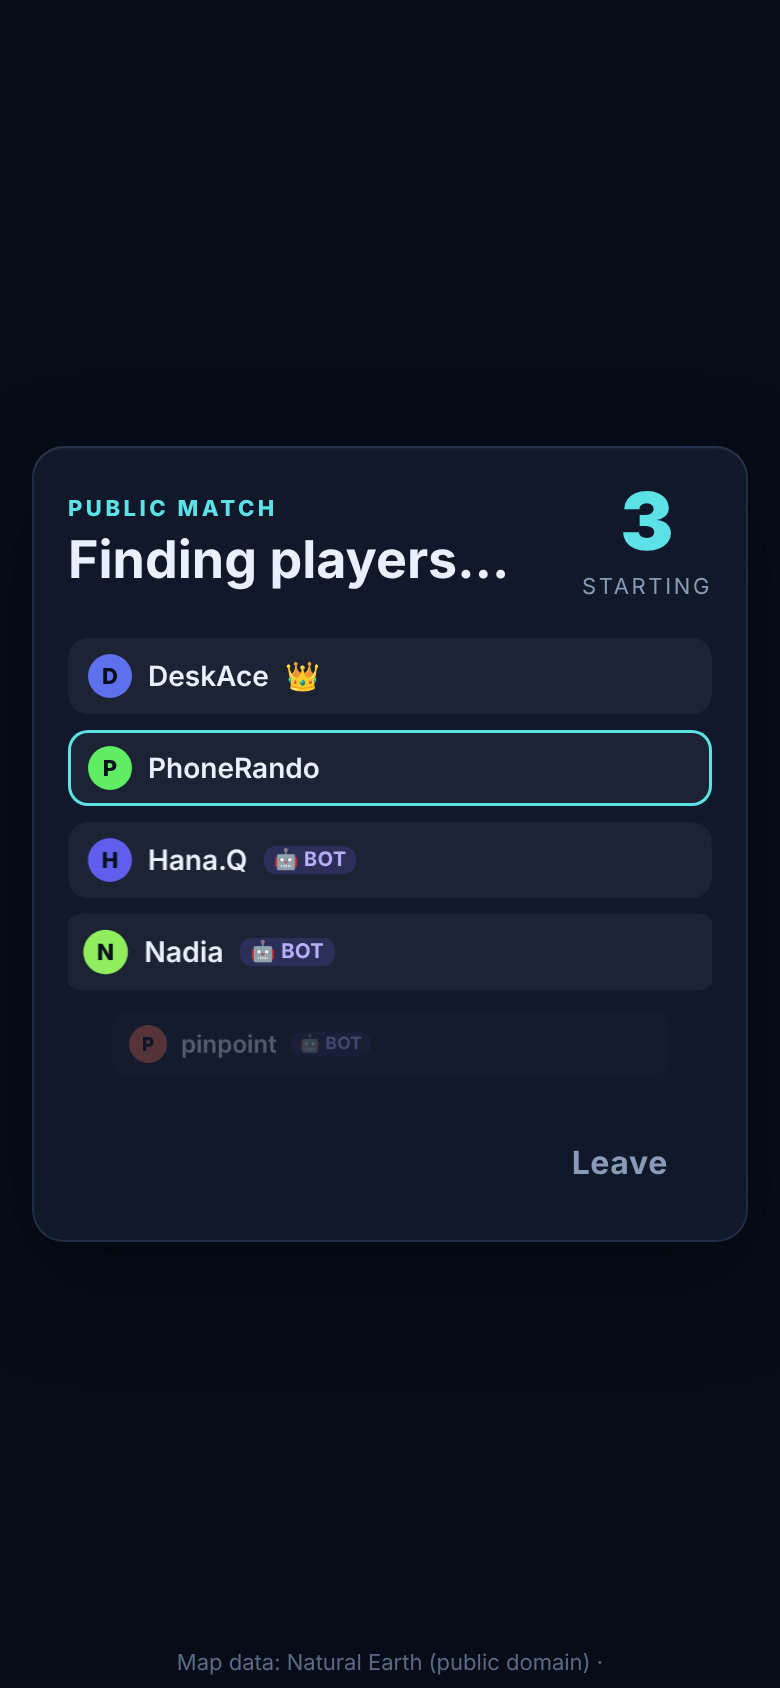 PUBLIC MATCH
Finding players...
3
STARTING
D DeskAce 👑
P PhoneRando
H Hana.Q 🤖 BOT
N Nadia 🤖 BOT
P pinpoint 🤖 BOT
Leave
Map data: Natural Earth (public domain) ·